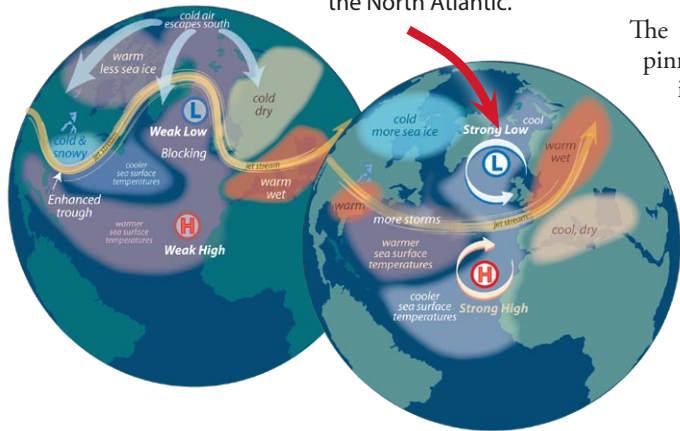 the North Atlantic.
The
pinn
i
cold air
escapes south
warm
less sea ice
L
Weak Low
Blocking
cold
dry
cold &
snowy
jet stream
jet stream
cooler
sea surface
temperatures
Enhanced
trough
warm
wet
warmer
sea surface
temperatures
H
Weak High
cold
more sea ice
Strong Low
cool
L
warm
wet
warm
more storms
jet stream
cool, dry
warmer
sea surface
temperatures
H
Strong High
cooler
sea surface
temperatures